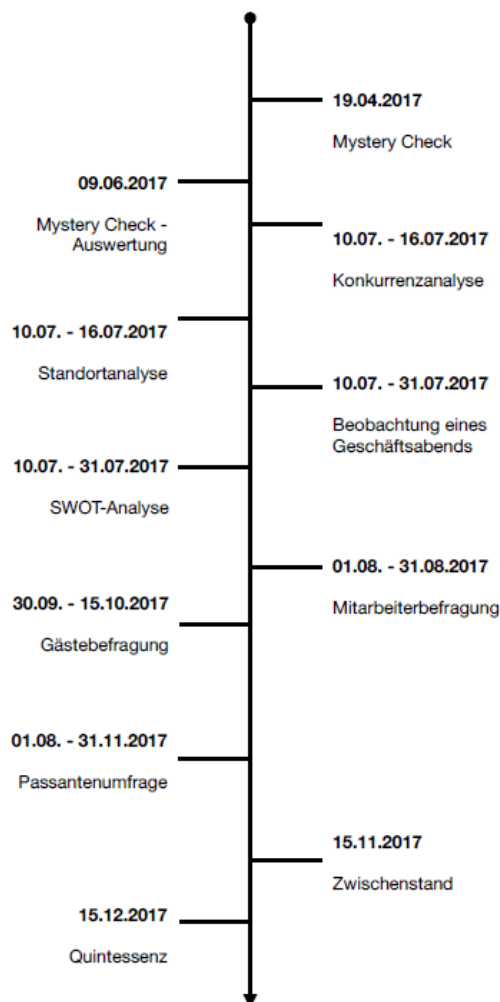 19.04.2017
Mystery Check
09.06.2017
Mystery Check -
Auswertung
10.07. - 16.07.2017
Konkurrenzanalyse
10.07. - 16.07.2017
Standortanalyse
10.07. - 31.07.2017
Beobachtung eines
Geschäftsabends
10.07. - 31.07.2017
SWOT-Analyse
01.08. - 31.08.2017
Mitarbeiterbefragung
30.09. - 15.10.2017
Gästebefragung
01.08. - 31.11.2017
Passantenumfrage
15.11.2017
Zwischenstand
15.12.2017
Quintessenz